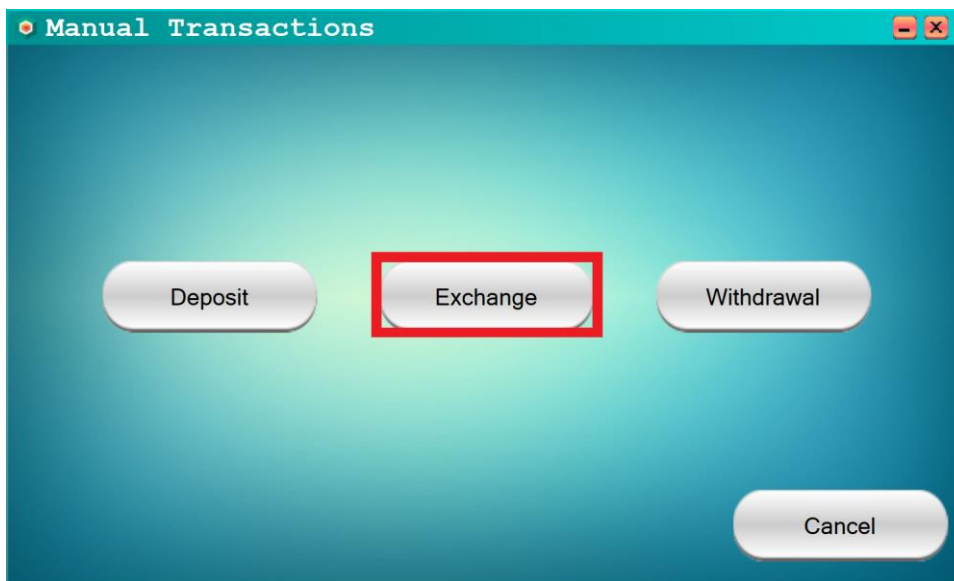 Manual Transactions
Deposit
Exchange
Withdrawal
Cancel